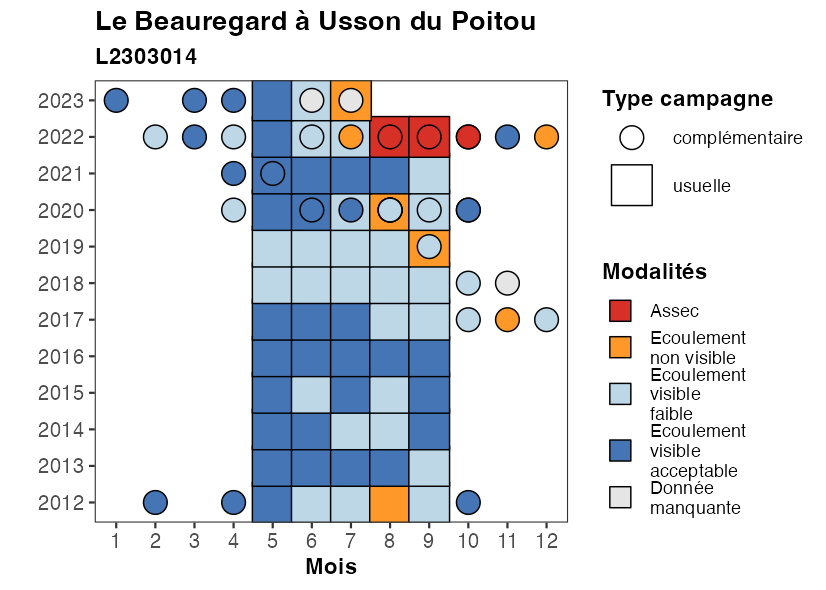 Le Beauregard à Usson du Poitou
L2303014
2023
2022
2021
2020
2019
2018
2017
2016
2015
2014
2013
2012
1 2 3 4 5 6 7 8 9 10 11 12
Mois
Type campagne
complémentaire
usuelle
Modalités
Assec
Ecoulement
non visible
Ecoulement
visible
faible
Ecoulement
visible
acceptable
Donnée
manquante